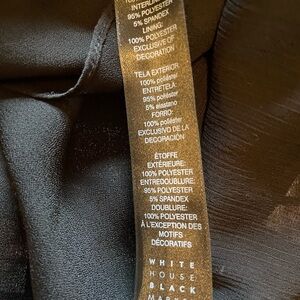 INTERLINING:
95% POLYESTER
5% SPANDEX
LINING:
100% POLYESTER
EXCLUSIVE OF
DECORATION
TELA EXTERIOR:
100% poliéster
ENTRETELA:
95% poliéster
5% elastano
FORRO:
100% poliéster
EXCLUSIVO DE LA
DECORACIÓN
ÉTOFFE
EXTÉRIEURE:
100% POLYESTER
ENTREDOUBLURE:
95% POLYESTER
5% SPANDEX
DOUBLURE:
100% POLYESTER
À L'EXCEPTION DES
MOTIFS
DÉCORATIFS
WHITE
HOUSE
BLACK
MARKET